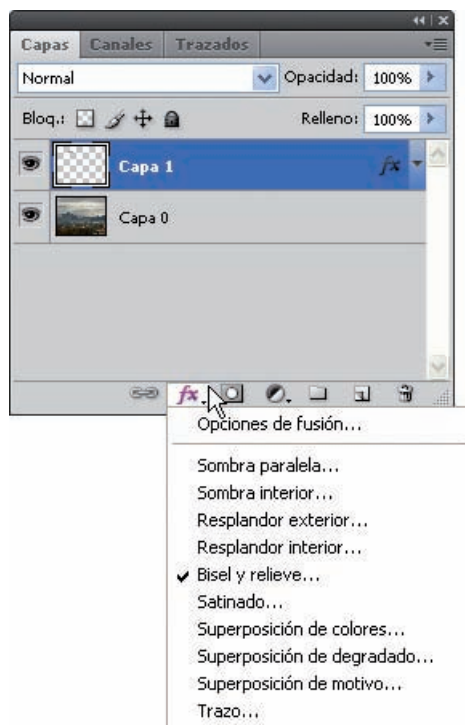 Capas Canales Trazados
Normal Opacidad: 100%
Bloq.: Relleno: 100%
Capa 1 fx
Capa 0
fx.
Opciones de fusión...
Sombra paralela...
Sombra interior...
Resplandor exterior...
Resplandor interior...
Bisel y relieve...
Satinado...
Superposición de colores...
Superposición de degradado...
Superposición de motivo...
Trazo...